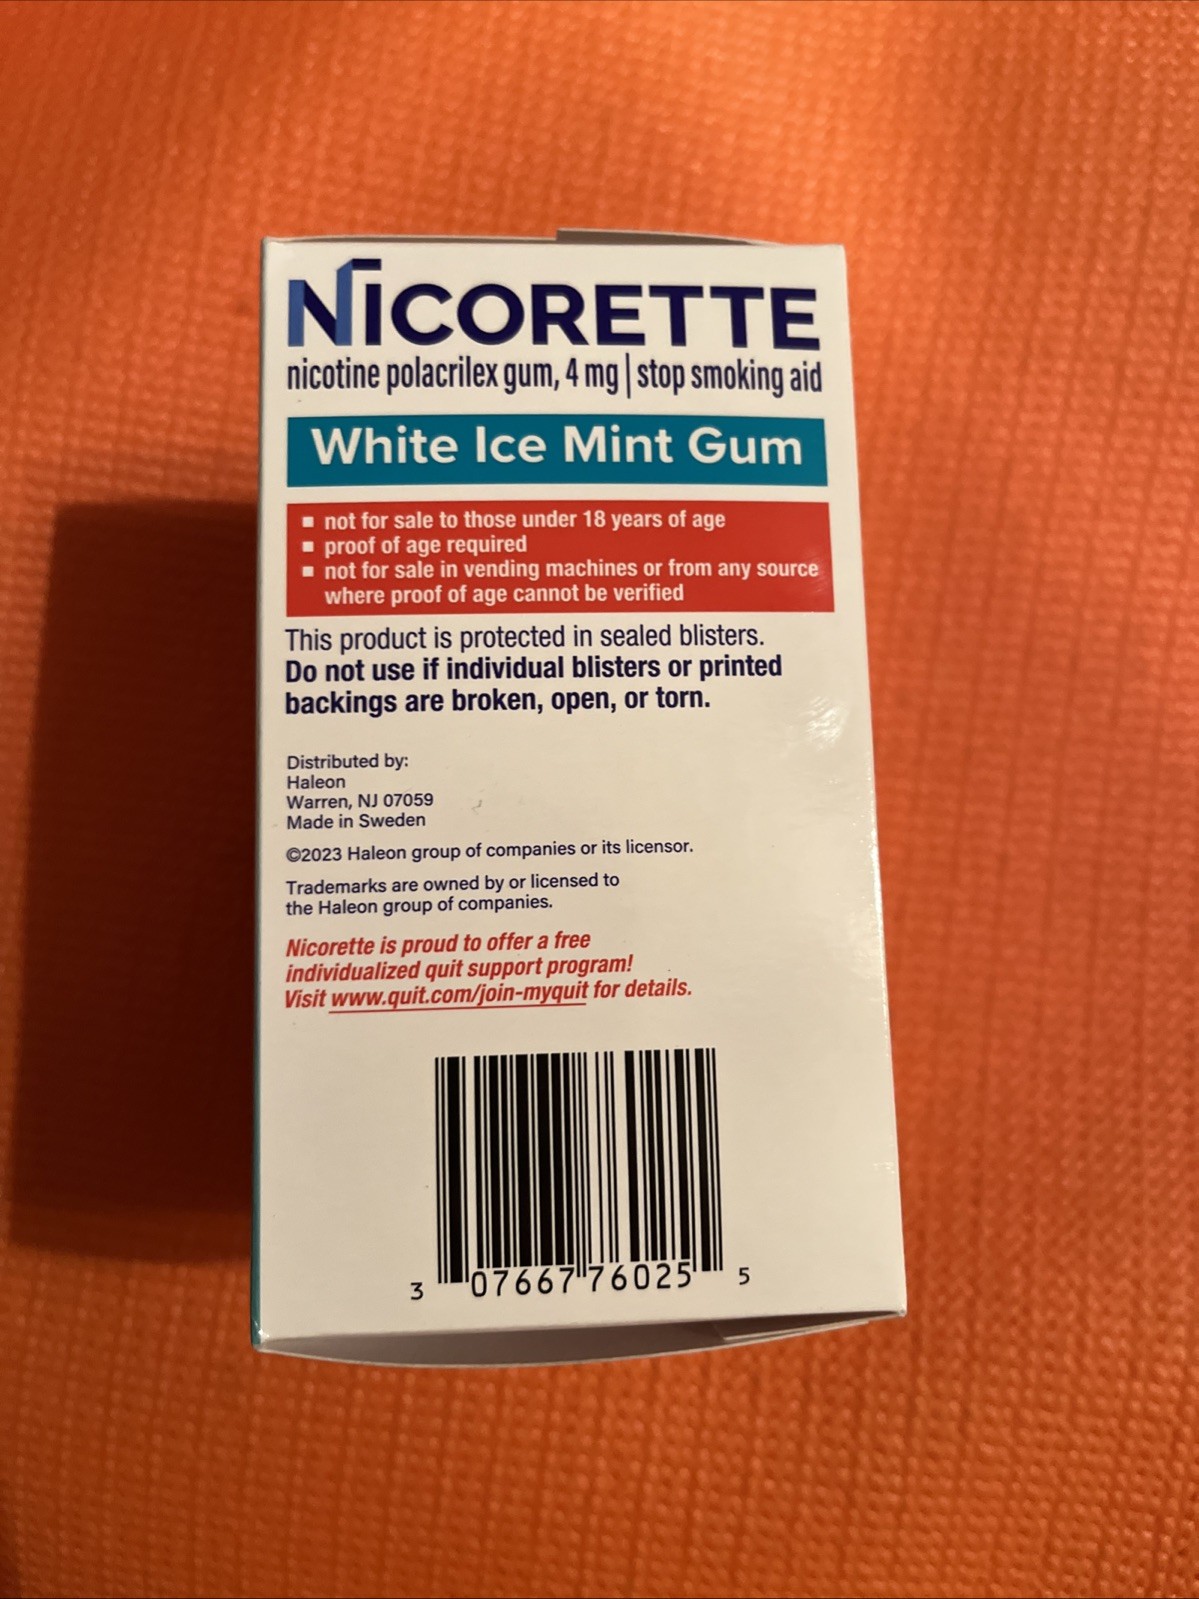 NICORETTE
nicotine polacrilex gum, 4 mg | stop smoking aid
White Ice Mint Gum
▪ not for sale to those under 18 years of age
▪ proof of age required
▪ not for sale in vending machines or from any source
where proof of age cannot be verified
This product is protected in sealed blisters.
Do not use if individual blisters or printed
backings are broken, open, or torn.
Distributed by:
Haleon
Warren, NJ 07059
Made in Sweden
©2023 Haleon group of companies or its licensor.
Trademarks are owned by or licensed to
the Haleon group of companies.
Nicorette is proud to offer a free
individualized quit support program!
Visit www.quit.com/join-myquit for details.
3 07667 76025 5